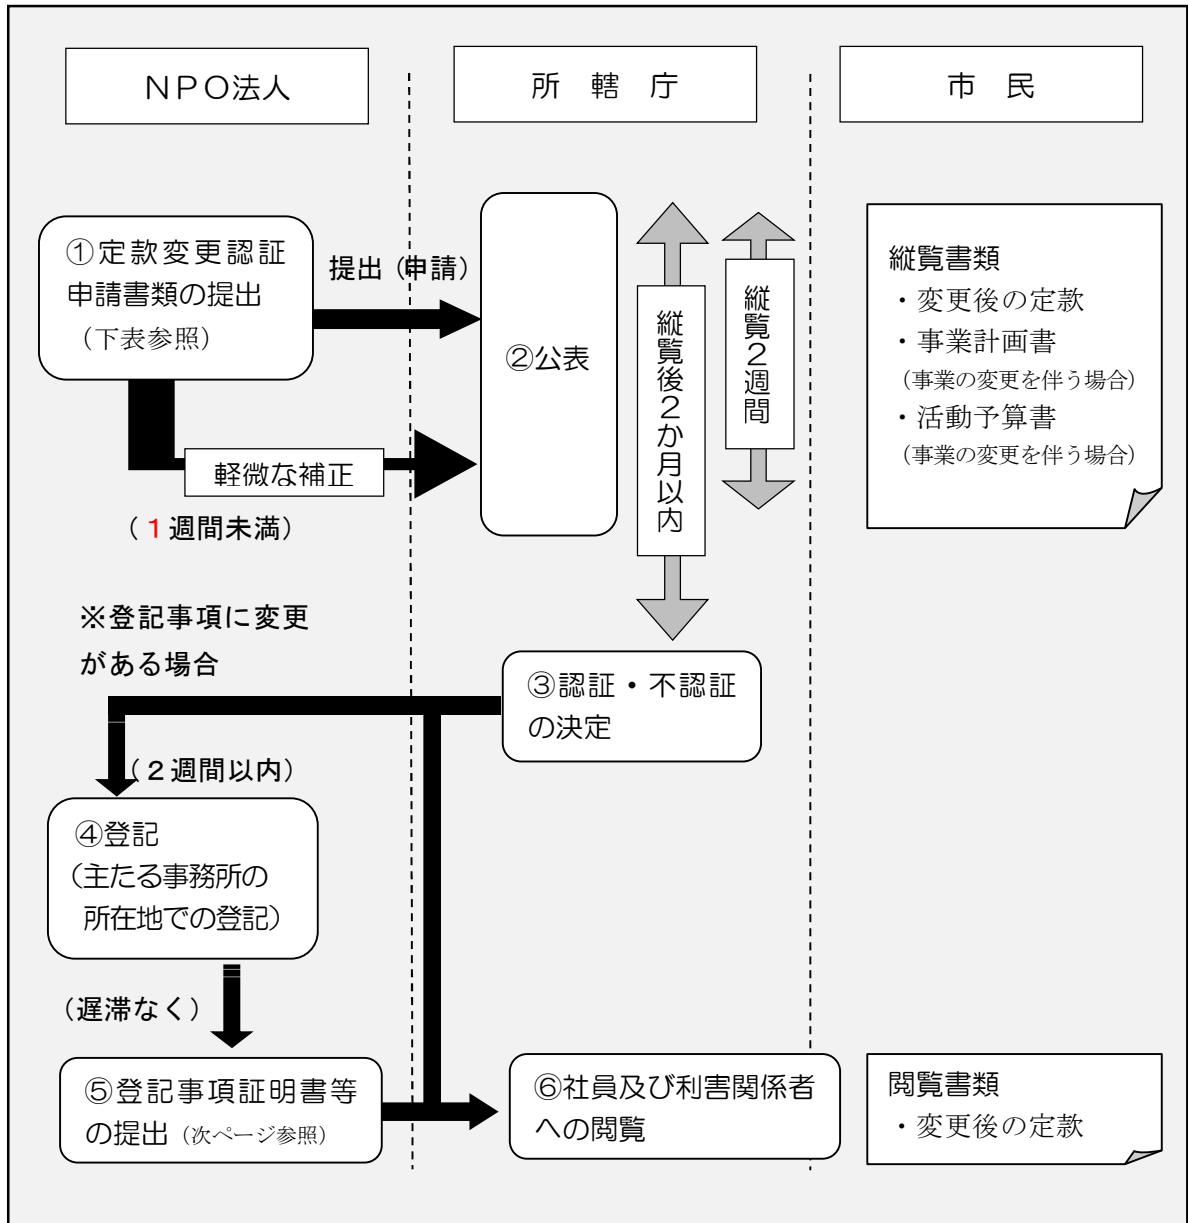 NPO法人
所 轄 庁
市 民
①定款変更認証
申請書類の提出
（下表参照）
提出（申請）
軽微な補正
（１週間未満）
②公表
縦覧後２か月以内
縦覧２週間
縦覧書類
・変更後の定款
・事業計画書
（事業の変更を伴う場合）
・活動予算書
（事業の変更を伴う場合）
※登記事項に変更
がある場合
③認証・不認証
の決定
（２週間以内）
④登記
（主たる事務所の
所在地での登記）
（遅滞なく）
⑤登記事項証明書等
の提出（次ページ参照）
⑥社員及び利害関係者
への閲覧
閲覧書類
・変更後の定款